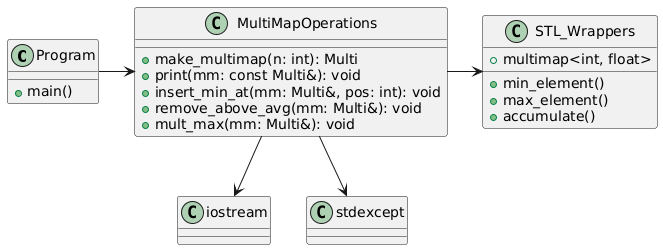 C Program
main()
C MultiMapOperations
make_multimap(n: int): Multi
print(mm: const Multi&): void
insert_min_at(mm: Multi&, pos: int): void
remove_above_avg(mm: Multi&): void
mult_max(mm: Multi&): void
C STL_Wrappers
multimap<int, float>
min_element()
max_element()
accumulate()
C iostream
C stdexcept